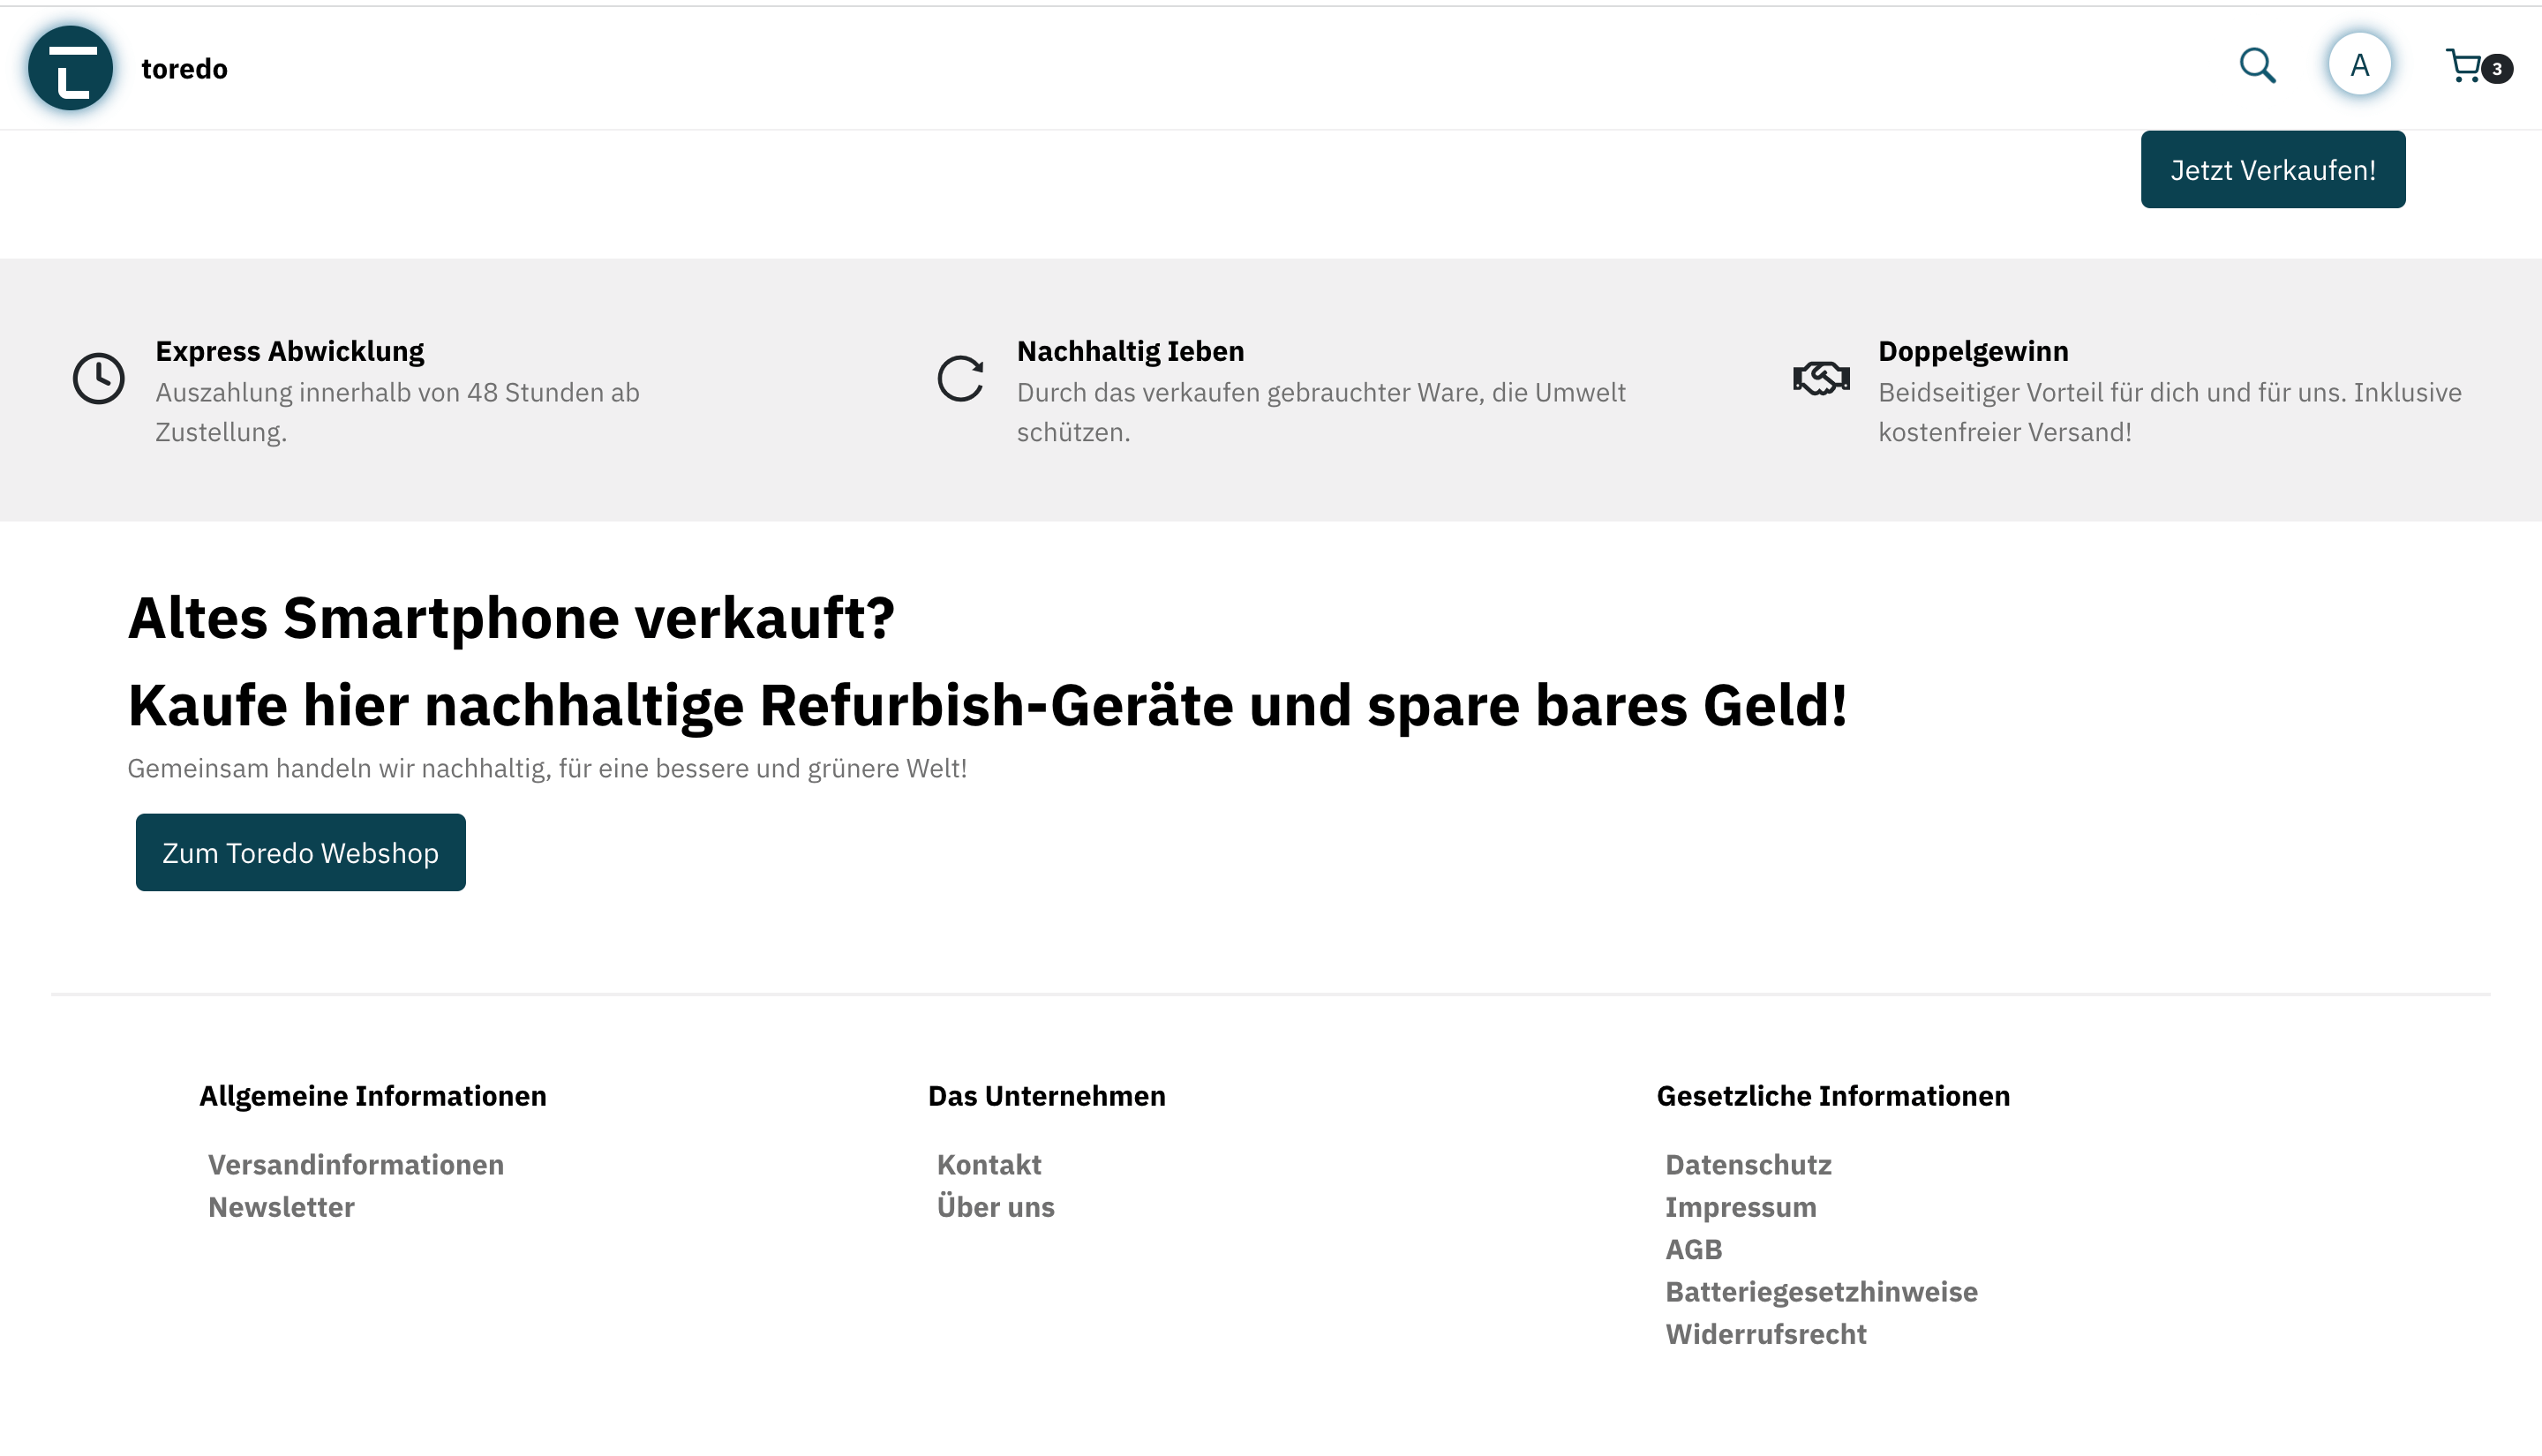 toredo
A
3
Jetzt Verkaufen!
Express Abwicklung
Auszahlung innerhalb von 48 Stunden ab
Zustellung.
Nachhaltig Ieben
Durch das verkaufen gebrauchter Ware, die Umwelt
schützen.
Doppelgewinn
Beidseitiger Vorteil für dich und für uns. Inklusive
kostenfreier Versand!
Altes Smartphone verkauft?
Kaufe hier nachhaltige Refurbish-Geräte und spare bares Geld!
Gemeinsam handeln wir nachhaltig, für eine bessere und grünere Welt!
Zum Toredo Webshop
Allgemeine Informationen
Versandinformationen
Newsletter
Das Unternehmen
Kontakt
Über uns
Gesetzliche Informationen
Datenschutz
Impressum
AGB
Batteriegesetzhinweise
Widerrufsrecht